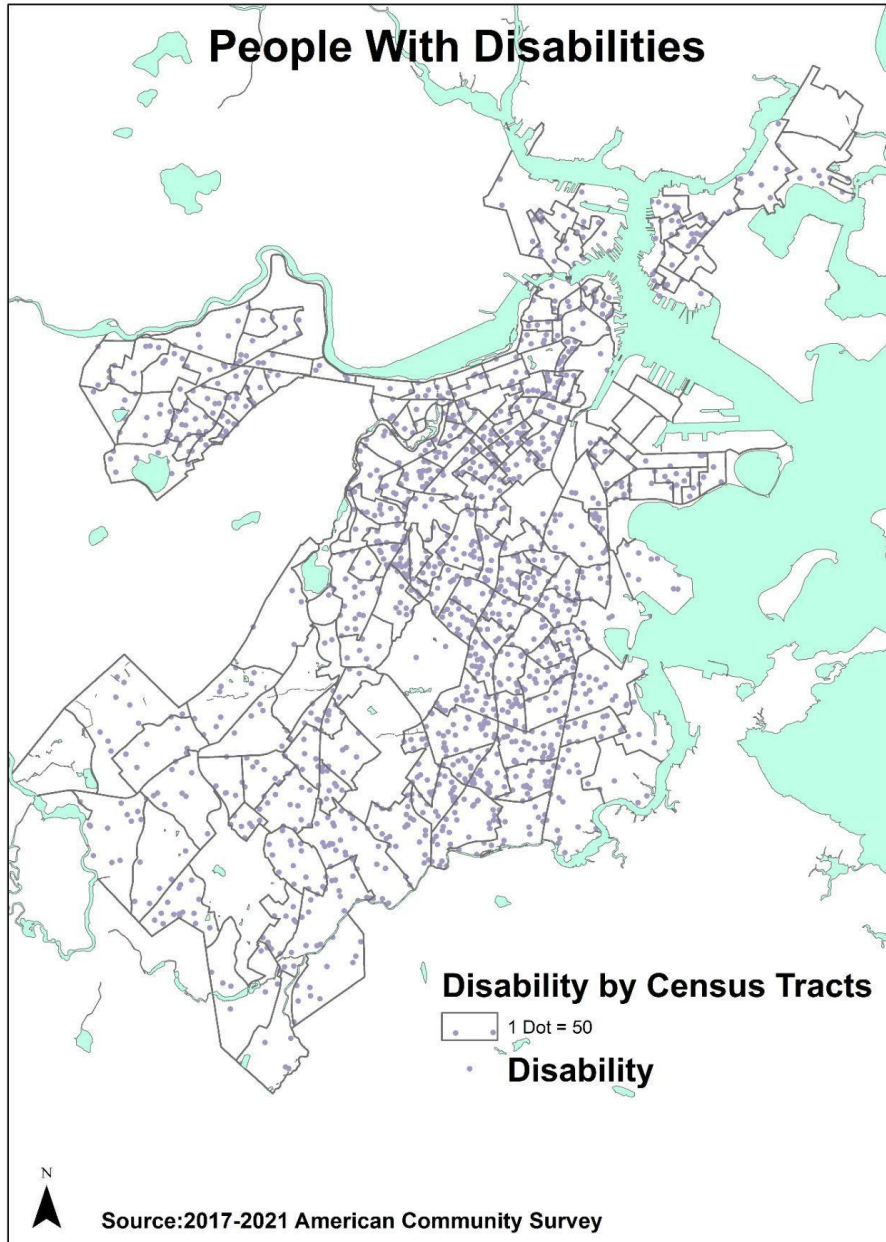 People With Disabilities
Disability by Census Tracts
1 Dot = 50
Disability
N
Source:2017-2021 American Community Survey